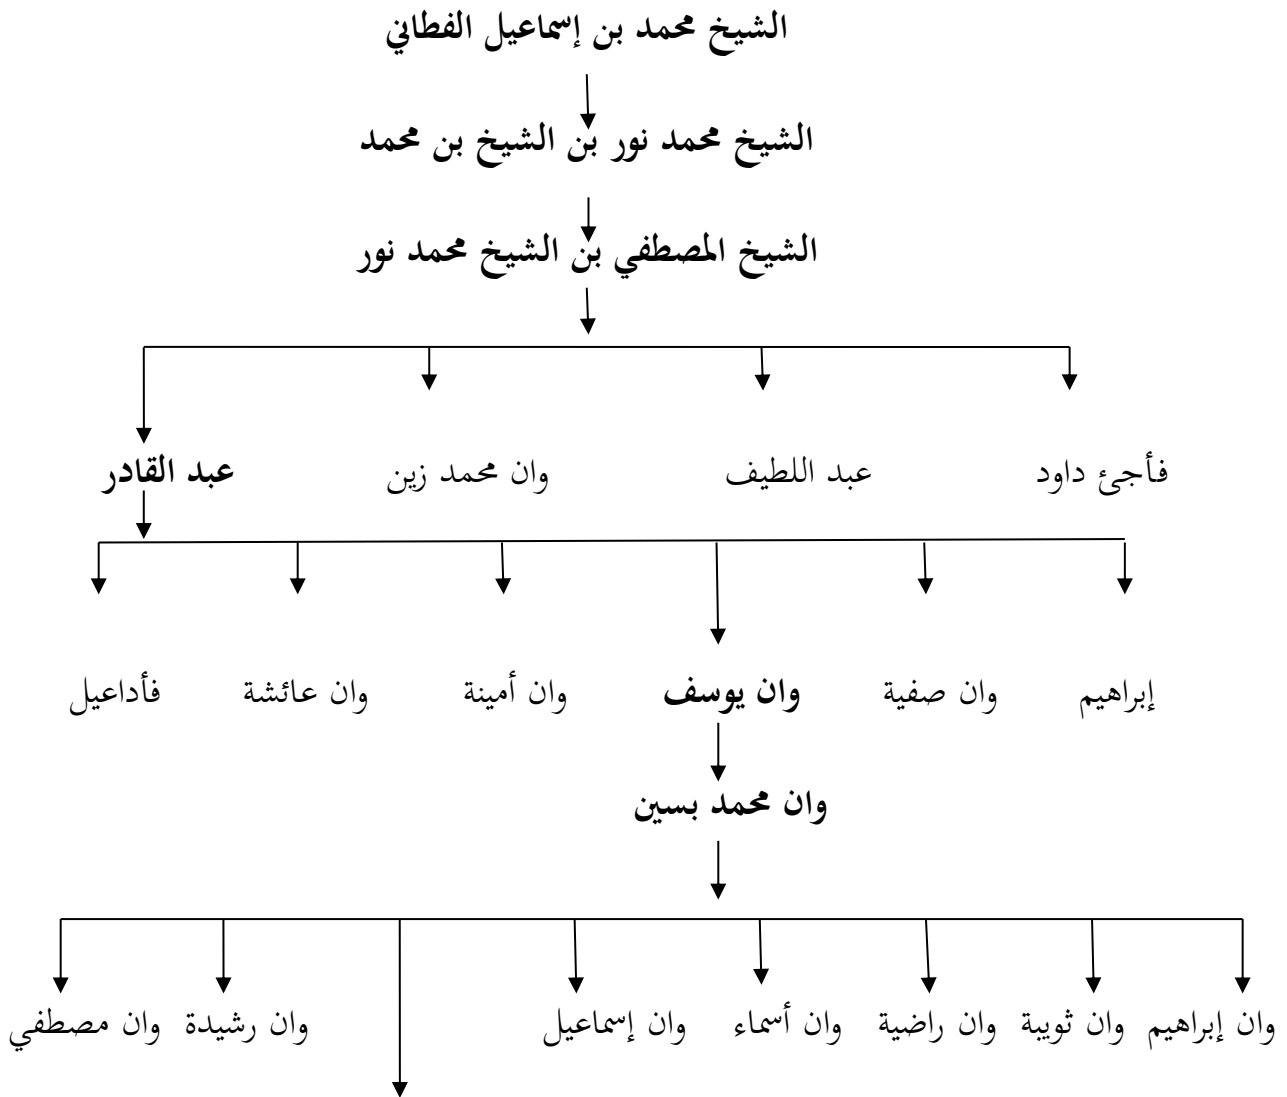 الشيخ محمد بن إسماعيل الفطاني
الشيخ محمد نور بن الشيخ بن محمد
الشيخ المصطفي بن الشيخ محمد نور
فأجئ داود عبد اللطيف وان محمد زين عبد القادر
إبراهيم وان صفية وان يوسف وان أمينة وان عائشة فأداعيل
وان محمد بسين
وان إبراهيم وان ثويبة وان راضية وان أسماء وان إسماعيل وان رشيدة وان مصطفي